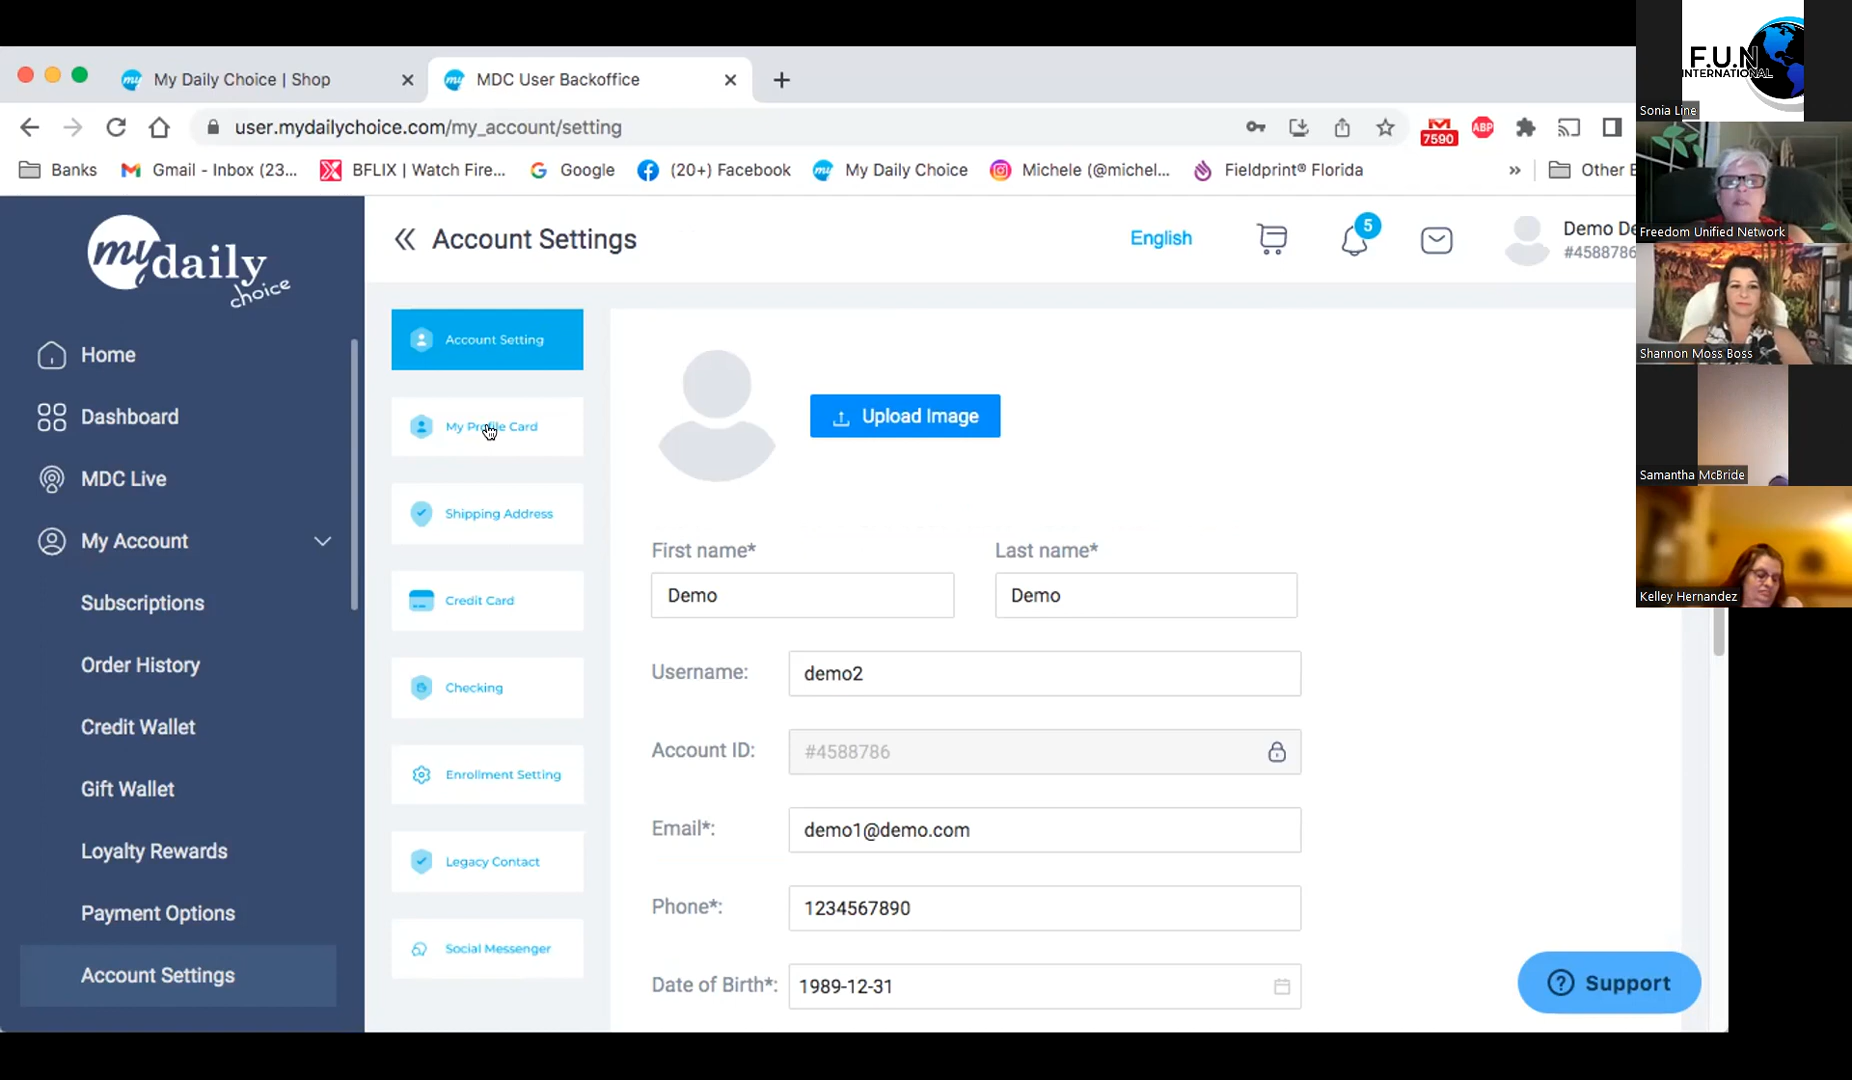 My Daily Choice | Shop
MDC User Backoffice
user.mydailychoice.com/my_account/setting
7590
ABP
Banks
Gmail - Inbox (23...
BFLIX | Watch Fire...
Google
(20+) Facebook
My Daily Choice
Michele (@michel...
Fieldprint® Florida
»
Other
my daily choice
Account Settings
English
5
Demo De
#4588786
Home
Dashboard
MDC Live
My Account
Subscriptions
Order History
Credit Wallet
Gift Wallet
Loyalty Rewards
Payment Options
Account Settings
Account Setting
My Profile Card
Shipping Address
Credit Card
Checking
Enrollment Setting
Legacy Contact
Social Messenger
Upload Image
First name*
Last name*
Demo
Demo
Username:
demo2
Account ID:
#4588786
Email*:
demo1@demo.com
Phone*:
1234567890
Date of Birth*:
1989-12-31
Support
F.U.N
INTERNATIONAL
Sonia Line
Freedom Unified Network
Shannon Moss Boss
Samantha McBride
Kelley Hernandez